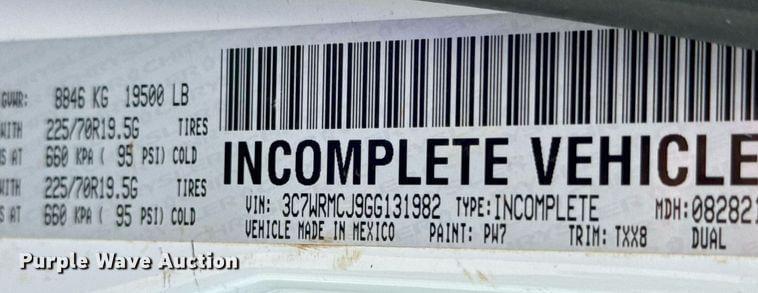 GVWR: 8846 KG 19500 LB
WITH 225/70R19.5G TIRES
S AT 660 KPA ( 95 PSI) COLD
WITH 225/70R19.5G TIRES
S AT 660 KPA ( 95 PSI) COLD
INCOMPLETE VEHICLE
VIN: 3C7WRMCJ9GG131982 TYPE: INCOMPLETE MDH: 082821
VEHICLE MADE IN MEXICO PAINT: PW7 TRIM: TXX8 DUAL
Purple Wave Auction